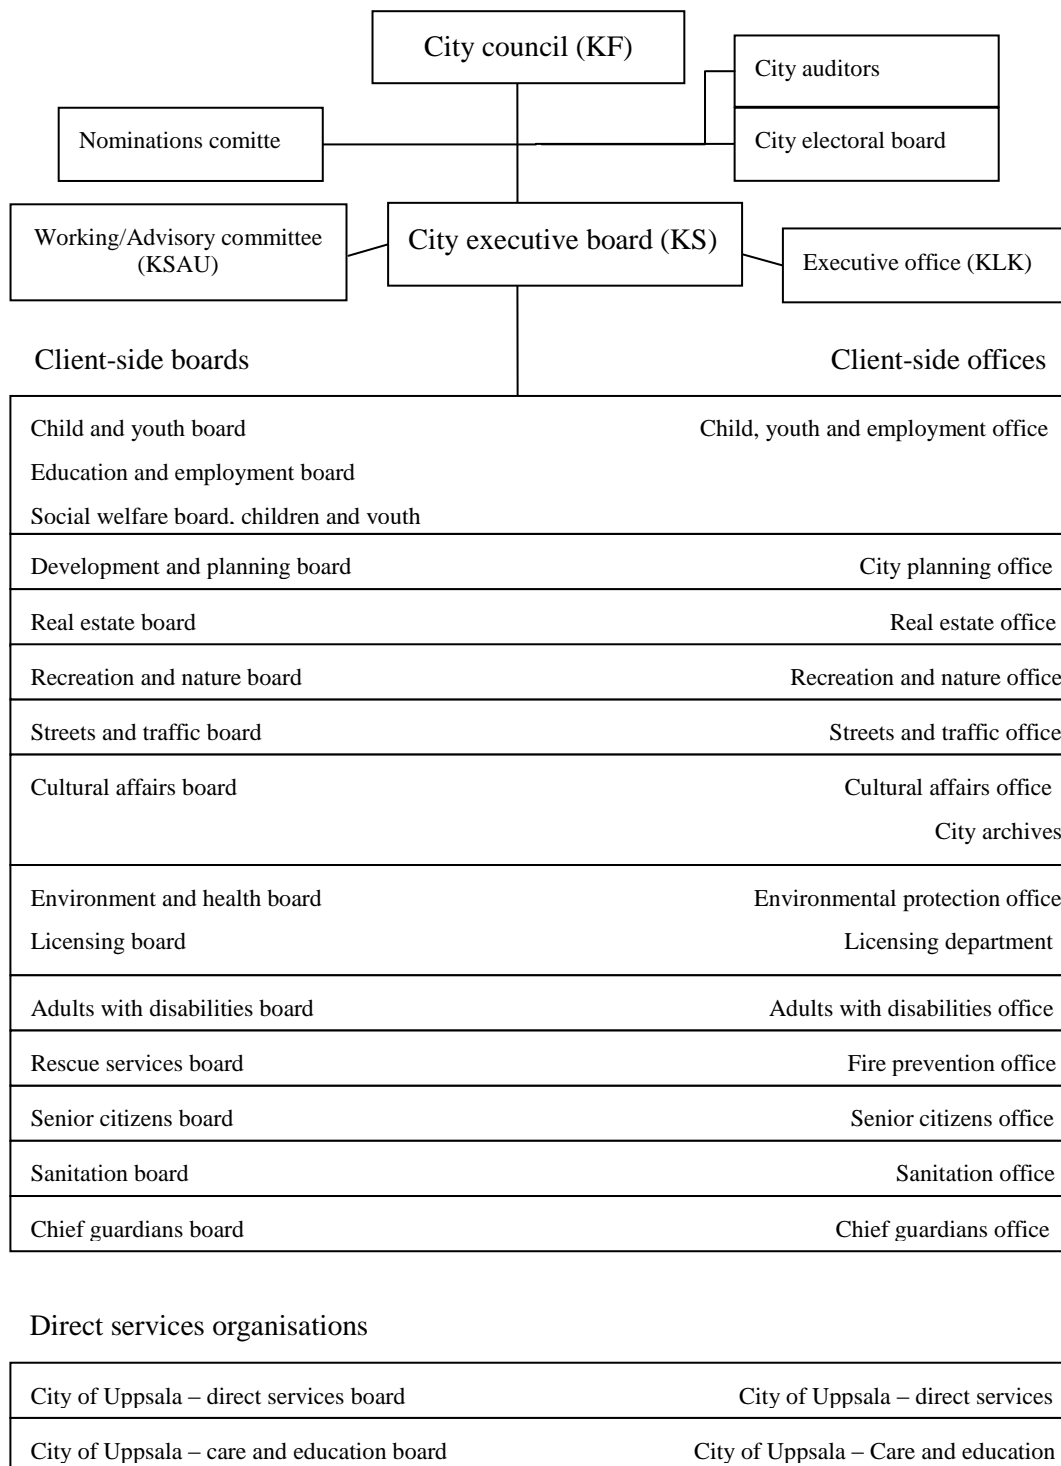 City council (KF)
City auditors
Nominations comitte
City electoral board
Working/Advisory committee
(KSAU)
City executive board (KS)
Executive office (KLK)
Client-side boards
Client-side offices
Child and youth board
Child, youth and employment office
Education and employment board
Social welfare board, children and youth
Development and planning board
City planning office
Real estate board
Real estate office
Recreation and nature board
Recreation and nature office
Streets and traffic board
Streets and traffic office
Cultural affairs board
Cultural affairs office
City archives
Environment and health board
Environmental protection office
Licensing board
Licensing department
Adults with disabilities board
Adults with disabilities office
Rescue services board
Fire prevention office
Senior citizens board
Senior citizens office
Sanitation board
Sanitation office
Chief guardians board
Chief guardians office
Direct services organisations
City of Uppsala – direct services board
City of Uppsala – direct services
City of Uppsala – care and education board
City of Uppsala – Care and education